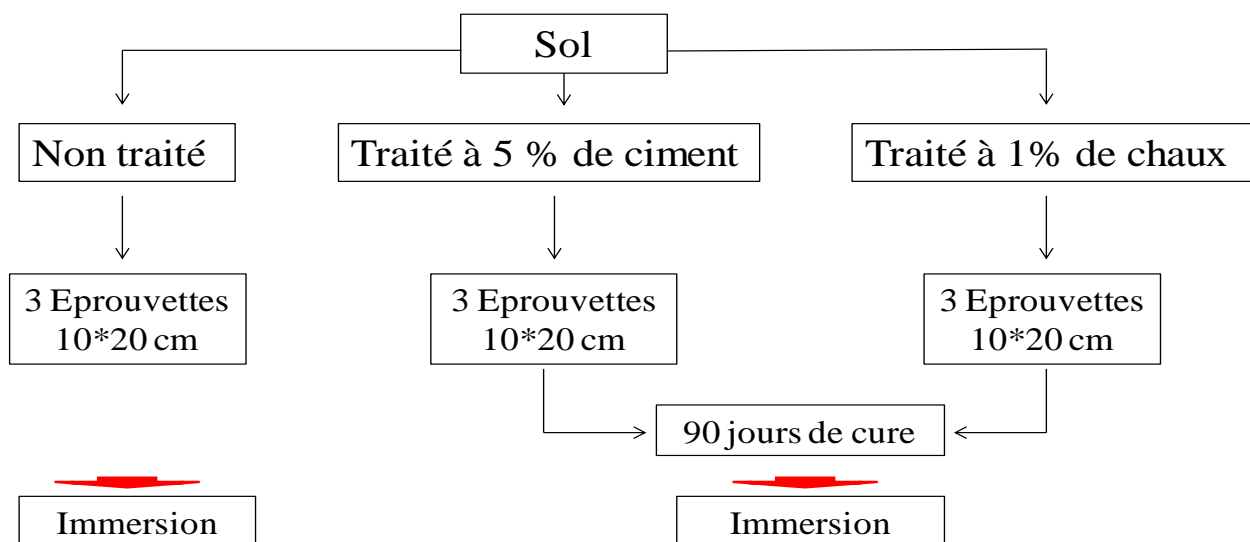 Sol
Non traité
Traité à 5 % de ciment
Traité à 1% de chaux
3 Eprouvettes
10*20 cm
3 Eprouvettes
10*20 cm
3 Eprouvettes
10*20 cm
90 jours de cure
Immersion
Immersion